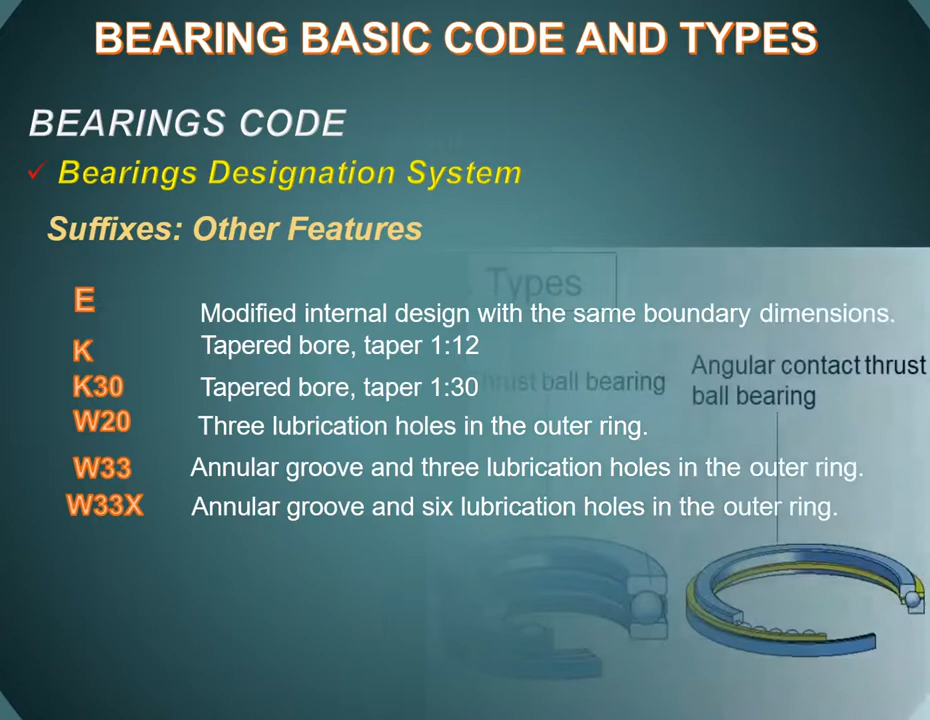 BEARING BASIC CODE AND TYPES
BEARINGS CODE
✓ Bearings Designation System
Suffixes: Other Features
Types
E Modified internal design with the same boundary dimensions.
K Tapered bore, taper 1:12
K30 Tapered bore, taper 1:30
Thrust ball bearing
Angular contact thrust
ball bearing
W20 Three lubrication holes in the outer ring.
W33 Annular groove and three lubrication holes in the outer ring.
W33X Annular groove and six lubrication holes in the outer ring.